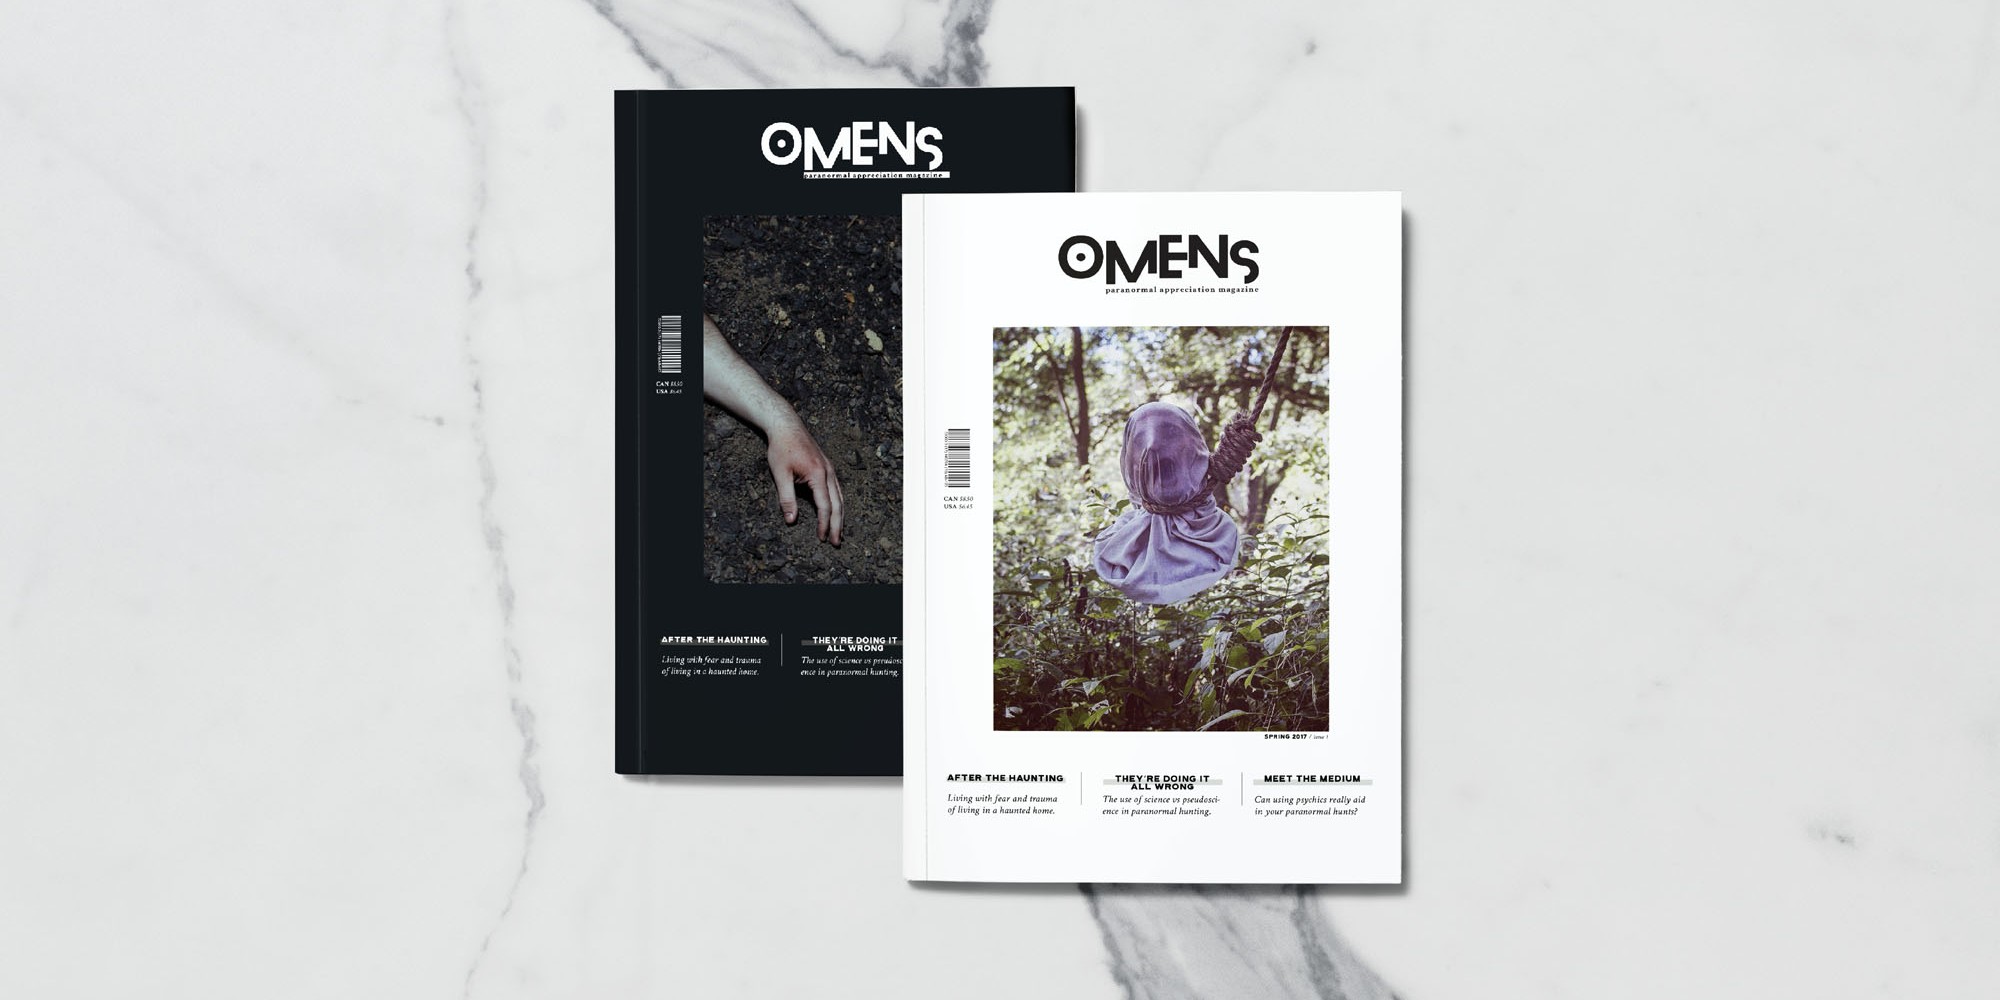 OMENS
paranormal appreciation magazine
CAN $8.50
USA $6.45
AFTER THE HAUNTING
Living with fear and trauma
of living in a haunted home.
THEY'RE DOING IT
ALL WRONG
The use of science vs pseudosc
ence in paranormal hunting.
OMENS
paranormal appreciation magazine
CAN $8.50
USA $6.45
SPRING 2017 / issue 1
AFTER THE HAUNTING
Living with fear and trauma
of living in a haunted home.
THEY'RE DOING IT
ALL WRONG
The use of science vs pseudosci-
ence in paranormal hunting.
MEET THE MEDIUM
Can using psychics really aid
in your paranormal hunts?